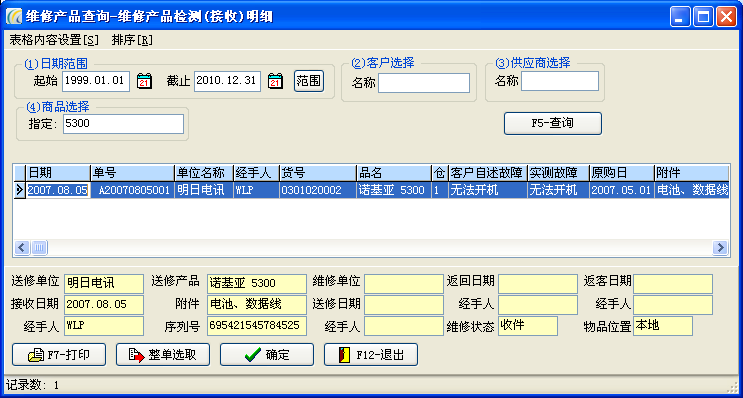 维修产品查询-维修产品检测(接收)明细
表格内容设置[S] 排序[R]
(1)日期范围
起始 1999.01.01 21 截止 2010.12.31 21 范围
(2)客户选择
名称
(3)供应商选择
名称
(4)商品选择
指定: 5300
F5-查询
日期 单号 单位名称 经手人 货号 品名 仓 客户自述故障 实测故障 原购日 附件
2007.08.05 A20070805001 明日电讯 WLP 0301020002 诺基亚 5300 1 无法开机 无法开机 2007.05.01 电池、数据线
送修单位 明日电讯 送修产品 诺基亚 5300 维修单位 返回日期 返客日期
接收日期 2007.08.05 附件 电池、数据线 送修日期 经手人 经手人
经手人 WLP 序列号 695421545784525 经手人 维修状态 收件 物品位置 本地
F7-打印 整单选取 确定 F12-退出
记录数: 1